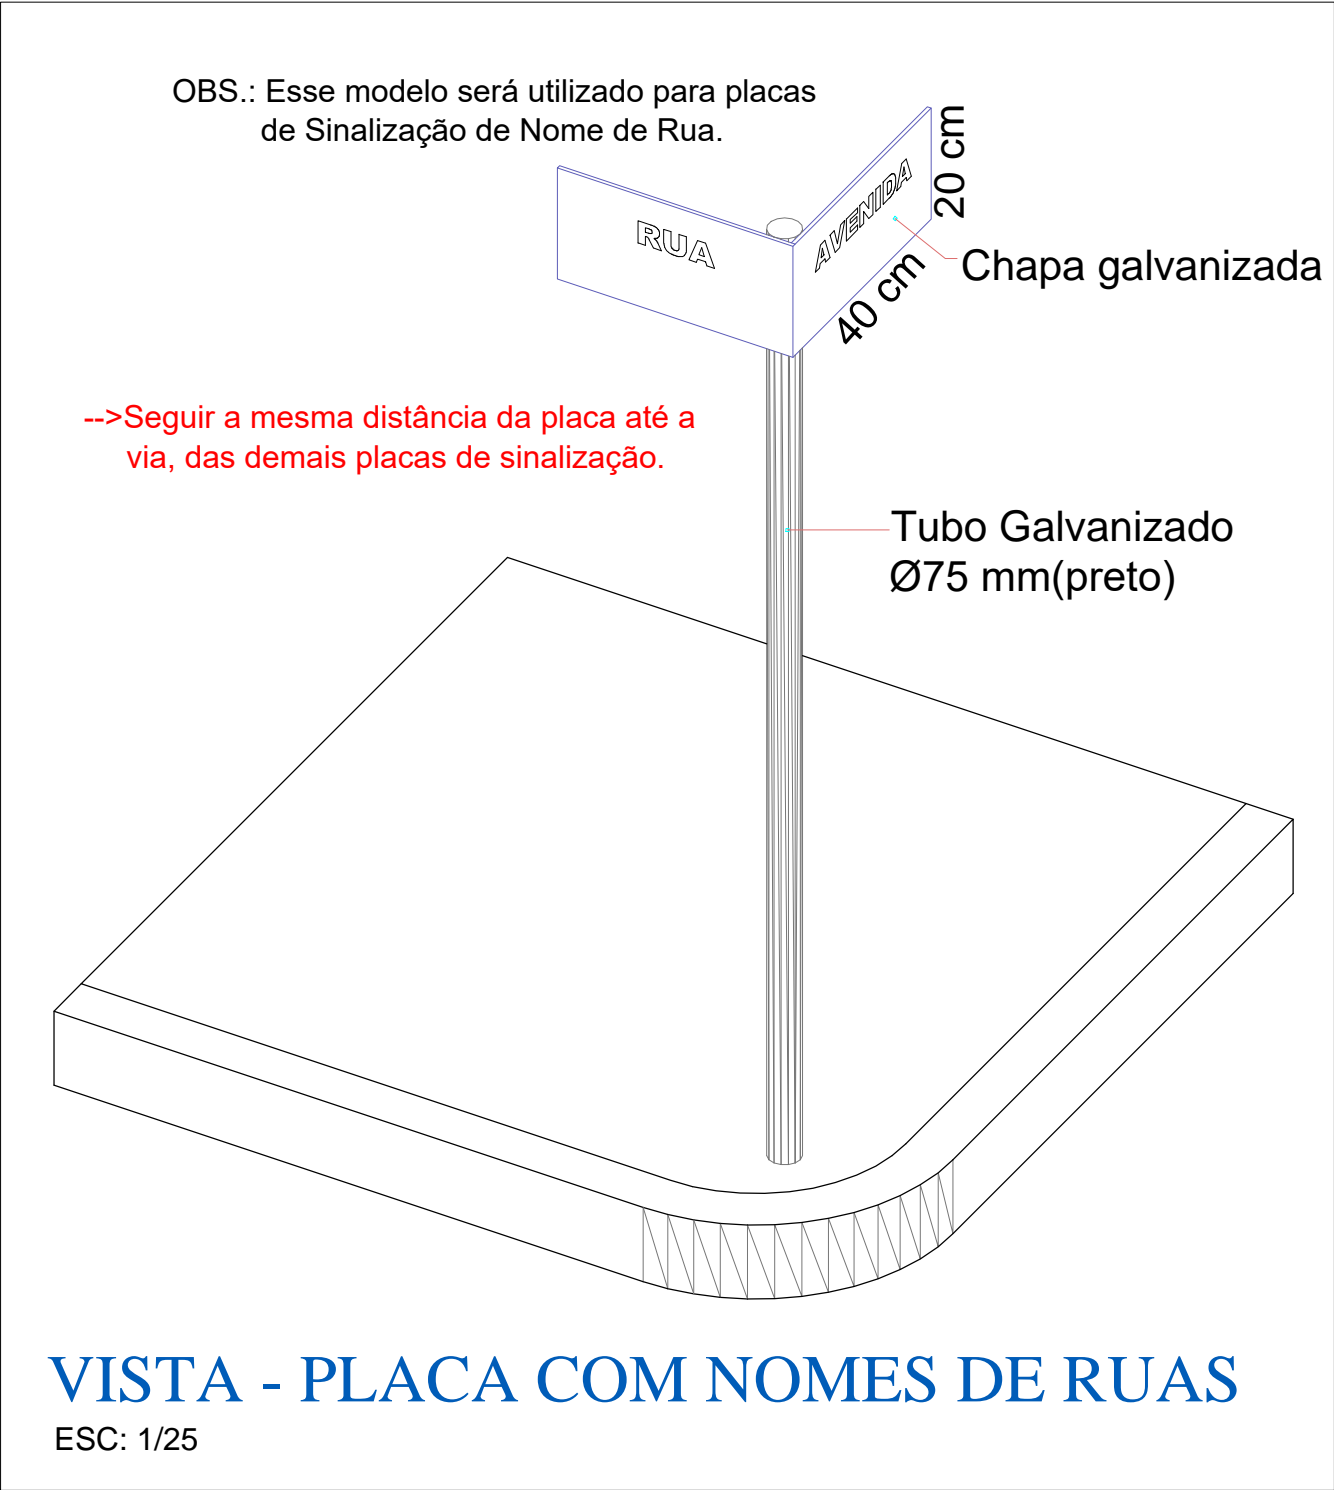 OBS.: Esse modelo será utilizado para placas
de Sinalização de Nome de Rua.
20 cm
RUA
AVENIDA
Chapa galvanizada
40 cm
-->Seguir a mesma distância da placa até a
via, das demais placas de sinalização.
Tubo Galvanizado
Ø75 mm(preto)
VISTA - PLACA COM NOMES DE RUAS
ESC: 1/25